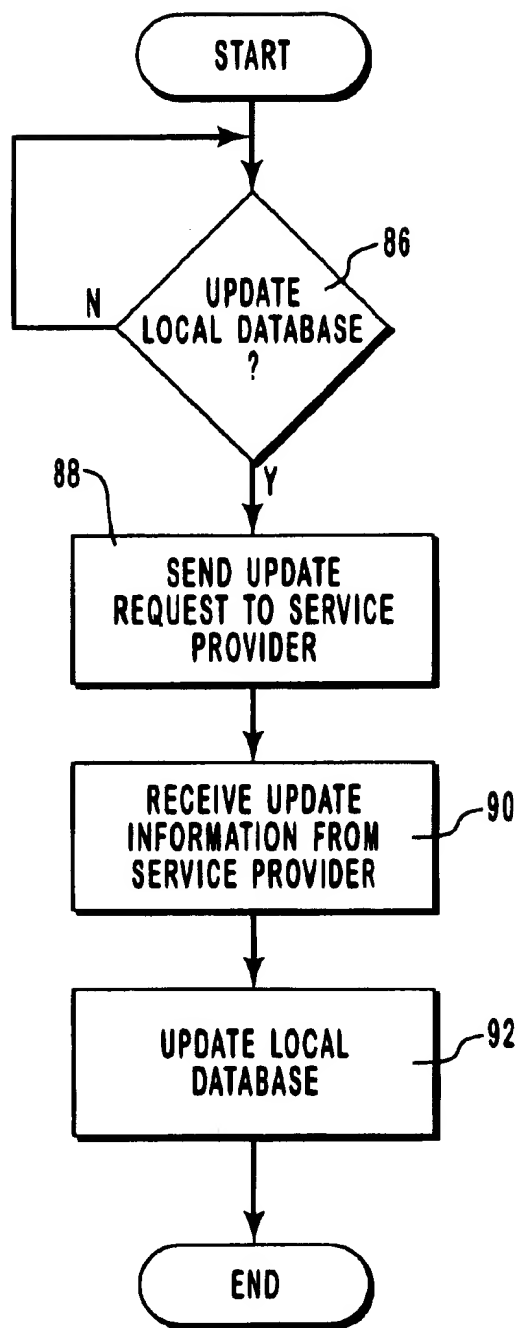 START
86
UPDATE
LOCAL DATABASE
?
N
Y
88
SEND UPDATE
REQUEST TO SERVICE
PROVIDER
RECEIVE UPDATE
INFORMATION FROM
SERVICE PROVIDER
90
UPDATE LOCAL
DATABASE
92
END